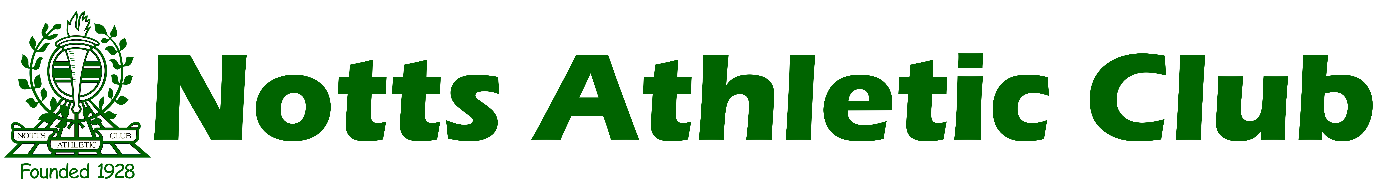 Notts Athletic Club
NOTTS CLUB
ATHLETIC
Founded 1928